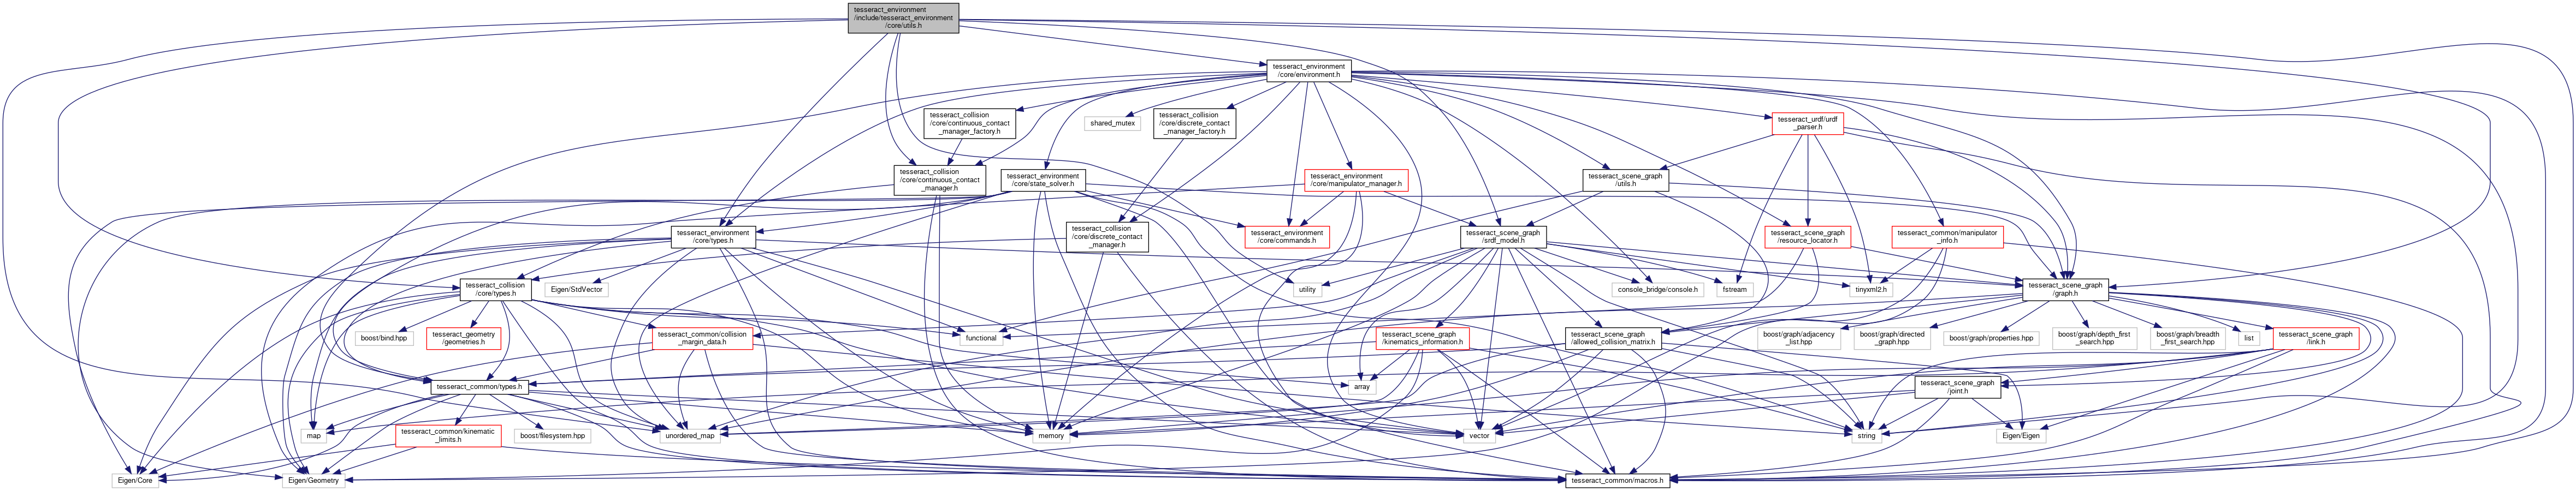 tesseract_environment
/include/tesseract_environment
/core/utils.h
tesseract_environment
/core/environment.h
tesseract_collision
/core/continuous_contact
_manager_factory.h
shared_mutex
tesseract_collision
/core/discrete_contact
_manager_factory.h
tesseract_urdf/urdf
_parser.h
tesseract_collision
/core/continuous_contact
_manager.h
tesseract_environment
/core/state_solver.h
tesseract_environment
/core/manipulator_manager.h
tesseract_scene_graph
/utils.h
tesseract_environment
/core/types.h
tesseract_collision
/core/discrete_contact
_manager.h
tesseract_environment
/core/commands.h
tesseract_scene_graph
/srdf_model.h
tesseract_scene_graph
/resource_locator.h
tesseract_common/manipulator
_info.h
tesseract_collision
/core/types.h
Eigen/StdVector
utility
console_bridge/console.h
fstream
tinyxml2.h
tesseract_scene_graph
/graph.h
boost/bind.hpp
tesseract_geometry
/geometries.h
tesseract_common/collision
_margin_data.h
functional
tesseract_scene_graph
/kinematics_information.h
tesseract_scene_graph
/allowed_collision_matrix.h
boost/graph/adjacency
_list.hpp
boost/graph/directed
_graph.hpp
boost/graph/properties.hpp
boost/graph/depth_first
_search.hpp
boost/graph/breadth
_first_search.hpp
list
tesseract_scene_graph
/link.h
tesseract_common/types.h
array
tesseract_scene_graph
/joint.h
map
tesseract_common/kinematic
_limits.h
boost/filesystem.hpp
unordered_map
memory
vector
string
Eigen/Eigen
Eigen/Core
Eigen/Geometry
tesseract_common/macros.h